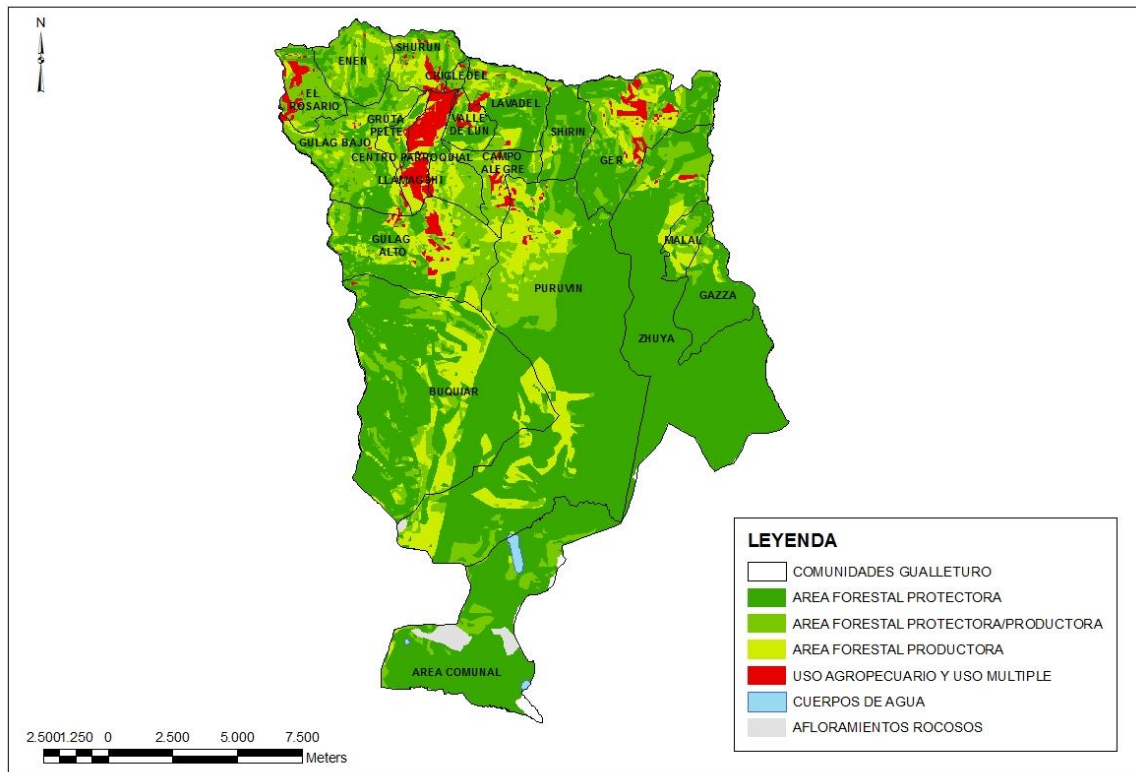 N
SHURUN
ENEN
CHIGLEDEL
EL
ROSARIO
LAVADEL
GRUTA
PELTE
VALLE
DE LUN
SHIRIN
GULAG BAJO
CENTRO PARROQUIAL
CAMPO
ALEGRE
GER
LLAMAGSHI
GULAG
ALTO
MALAL
PURUVIN
GAZZA
ZHUYA
BUQUIAR
AREA COMUNAL
LEYENDA
COMUNIDADES GUALLETURO
AREA FORESTAL PROTECTORA
AREA FORESTAL PROTECTORA/PRODUCTORA
AREA FORESTAL PRODUCTORA
USO AGROPECUARIO Y USO MULTIPLE
CUERPOS DE AGUA
AFLORAMIENTOS ROCOSOS
2.500 1.250 0 2.500 5.000 7.500
Meters